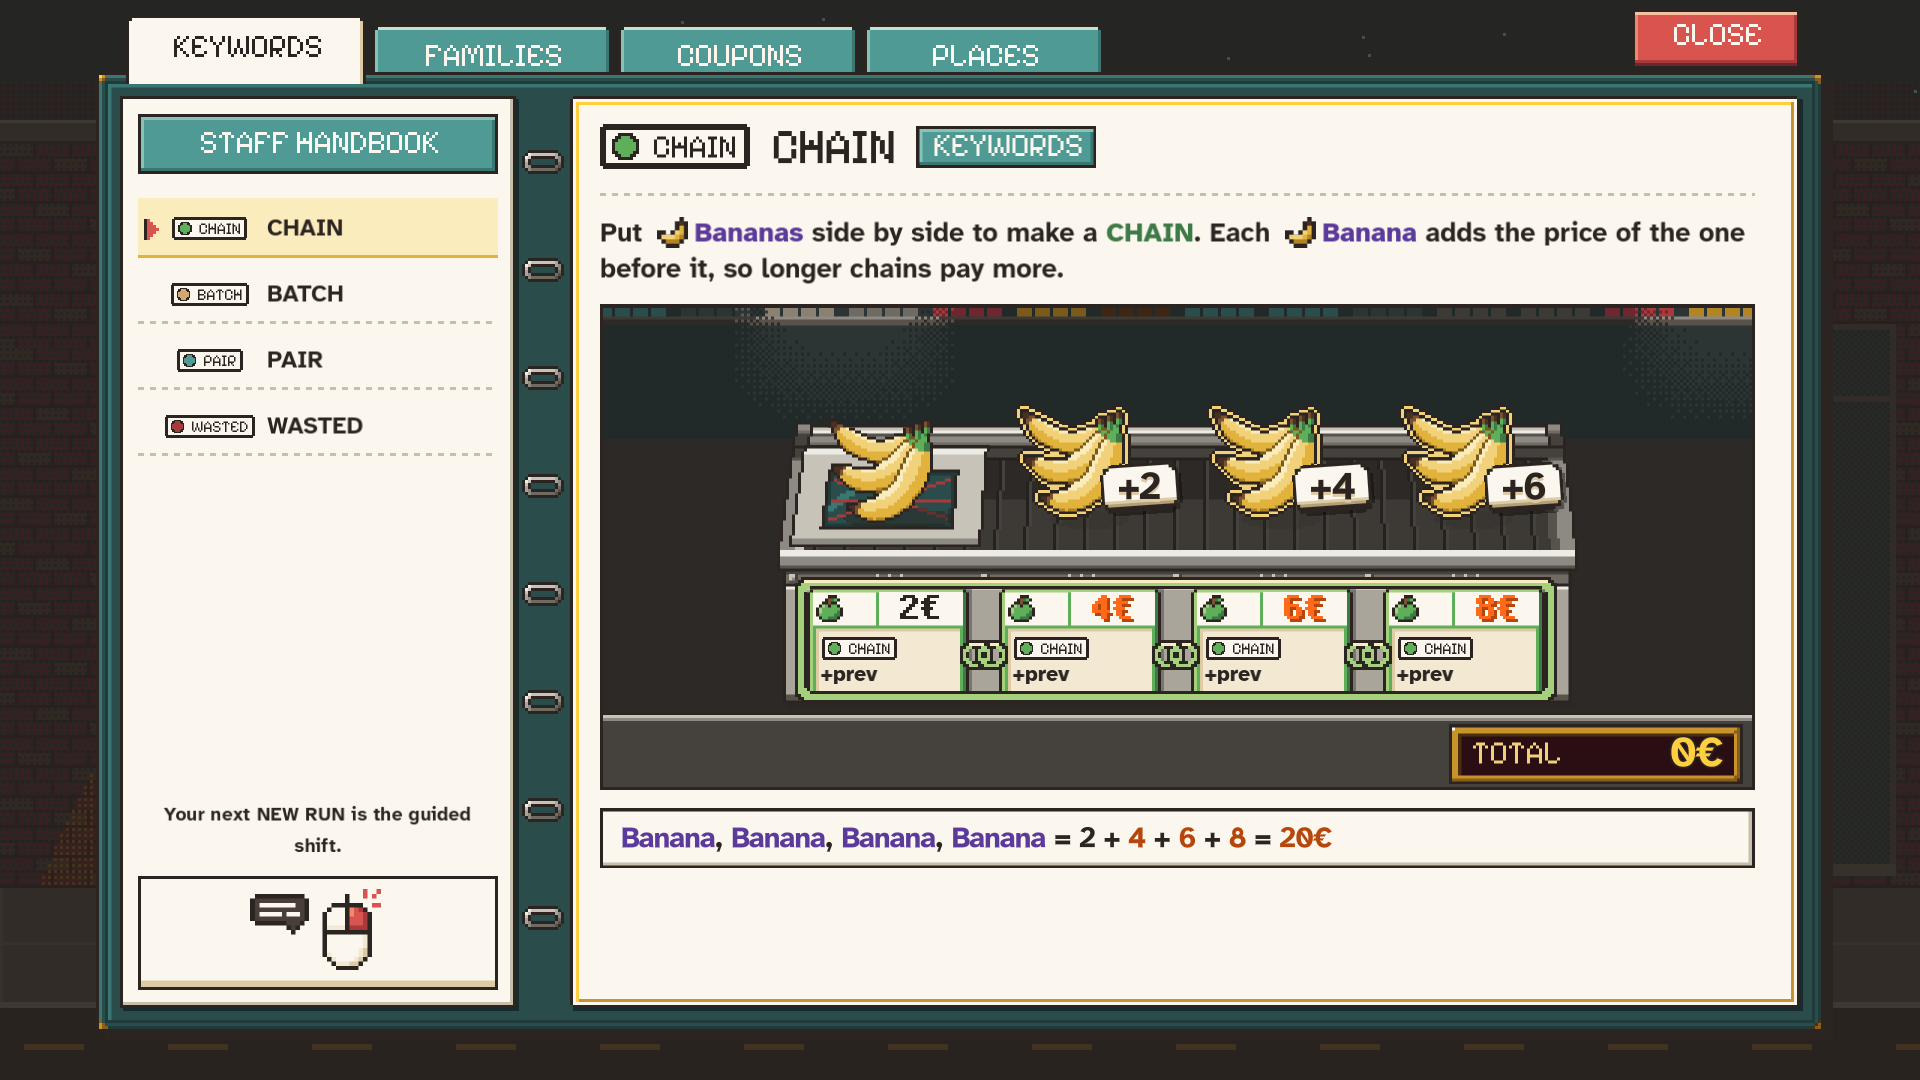 KEYWORDS
FAMILIES
COUPONS
PLACES
CLOSE
STAFF HANDBOOK
CHAIN CHAIN
BATCH BATCH
PAIR PAIR
WASTED WASTED
Your next NEW RUN is the guided
shift.
CHAIN CHAIN KEYWORDS
Put Bananas side by side to make a CHAIN. Each Banana adds the price of the one
before it, so longer chains pay more.
+2 +4 +6
2€ 4€ 6€ 8€
CHAIN CHAIN CHAIN CHAIN
+prev +prev +prev +prev
TOTAL 0€
Banana, Banana, Banana, Banana = 2 + 4 + 6 + 8 = 20€